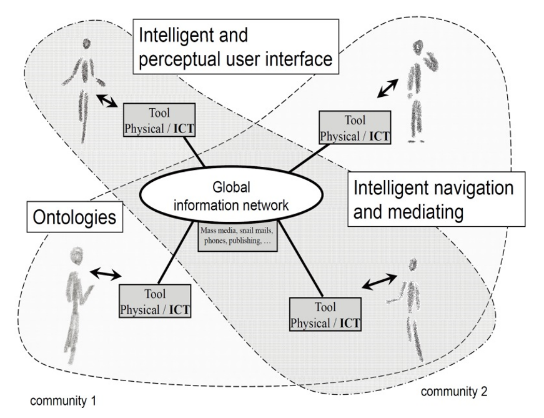 Intelligent and
perceptual user interface
Tool
Physical / ICT
Tool
Physical / ICT
Global
information network
Mass media, snail mails,
phones, publishing, …
Intelligent navigation
and mediating
Ontologies
Tool
Physical / ICT
Tool
Physical / ICT
community 1
community 2